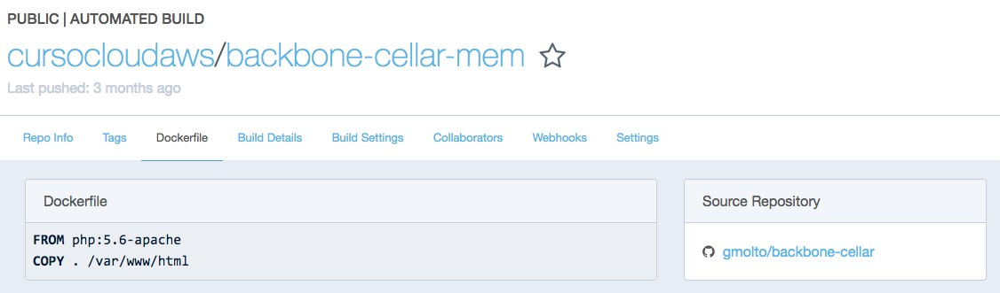 PUBLIC | AUTOMATED BUILD
cursocloudaws/backbone-cellar-mem
Last pushed: 3 months ago
Repo Info Tags Dockerfile Build Details Build Settings Collaborators Webhooks Settings
Dockerfile
FROM php:5.6-apache
COPY . /var/www/html
Source Repository
gmolto/backbone-cellar